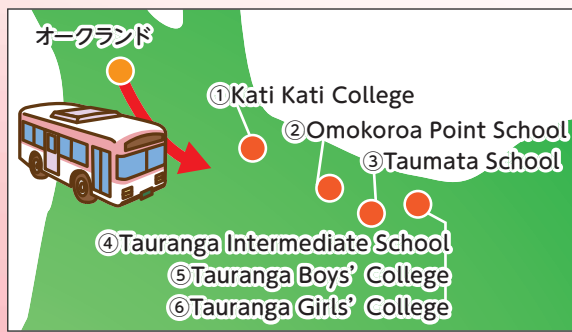 オークランド
①Kati Kati College
②Omokoroa Point School
③Taumata School
④Tauranga Intermediate School
⑤Tauranga Boys’ College
⑥Tauranga Girls’ College